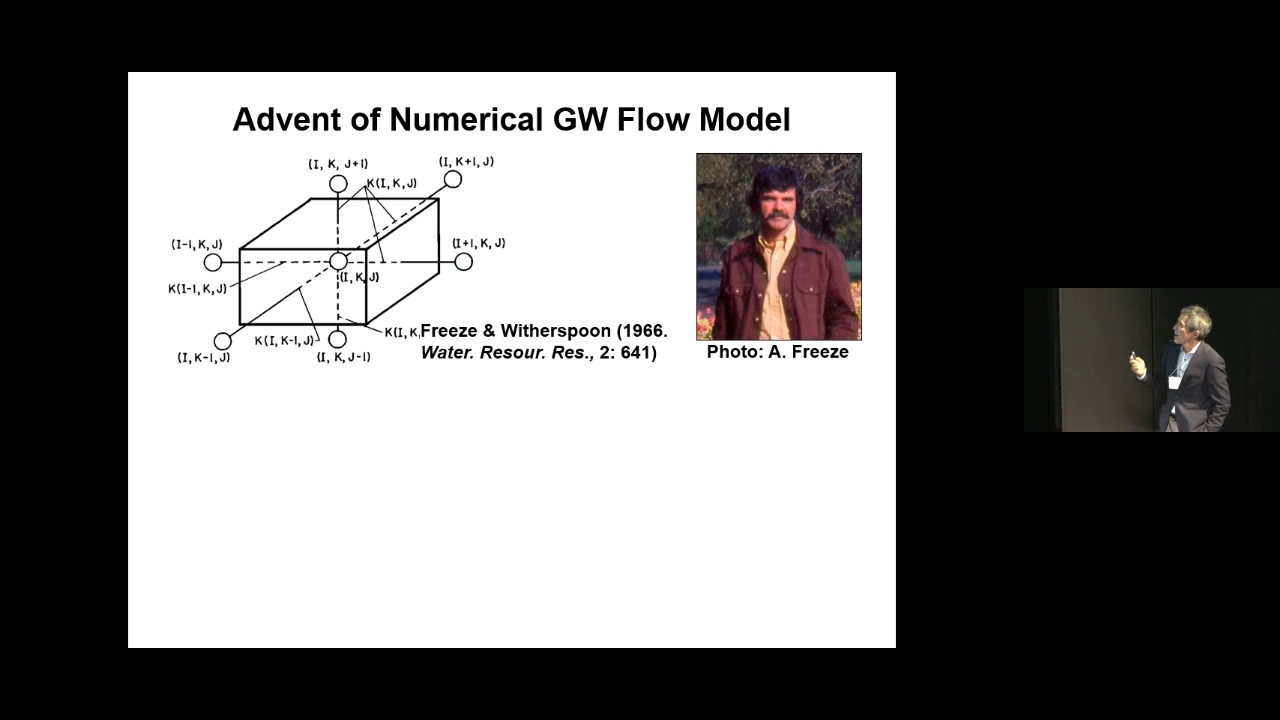 Advent of Numerical GW Flow Model
(I, K, J+1)
(I, K+1, J)
K(I, K, J)
(I-1, K, J)
(I+1, K, J)
(I, K, J)
K(I-1, K, J)
K(I, K,
K(I, K-1, J)
(I, K-1, J)
(I, K, J-1)
Freeze & Witherspoon (1966.
Water. Resour. Res., 2: 641)
Photo: A. Freeze